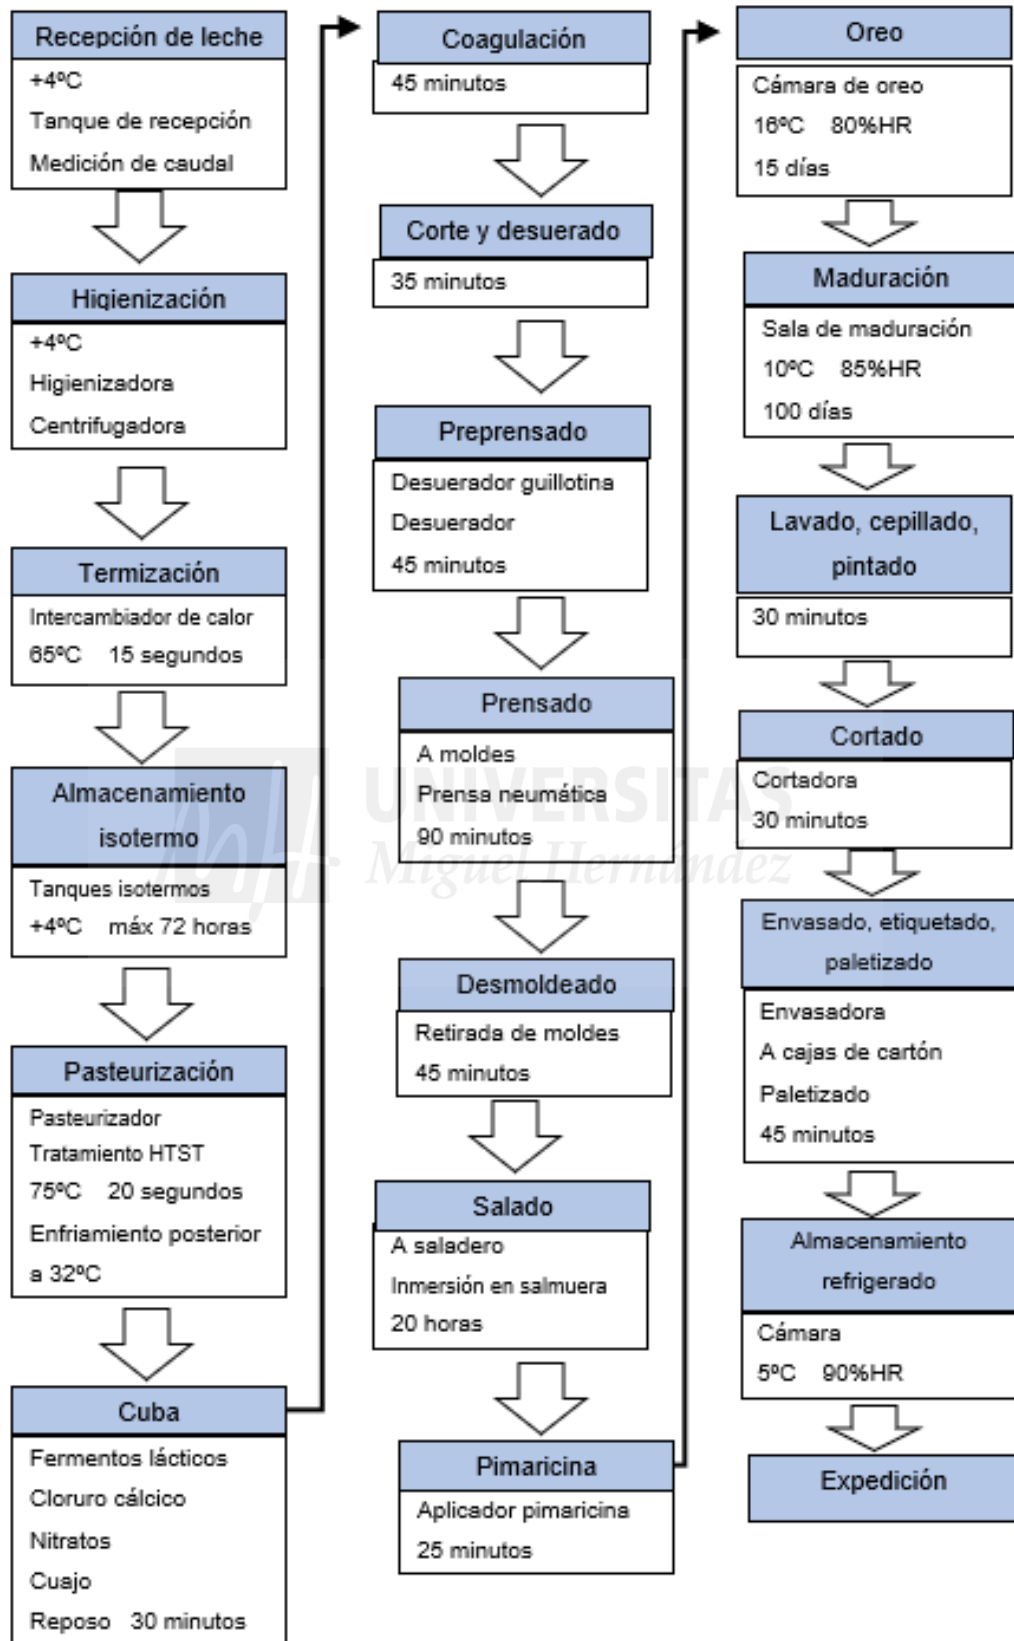 Recepción de leche
+4ºC
Tanque de recepción
Medición de caudal
Higienización
+4ºC
Higienizadora
Centrifugadora
Termización
Intercambiador de calor
65ºC 15 segundos
Almacenamiento
isotermo
Tanques isotermos
+4ºC máx 72 horas
Pasteurización
Pasteurizador
Tratamiento HTST
75ºC 20 segundos
Enfriamiento posterior
a 32ºC
Cuba
Fermentos lácticos
Cloruro cálcico
Nitratos
Cuajo
Reposo 30 minutos
Coagulación
45 minutos
Corte y desuerado
35 minutos
Preprensado
Desuerador guillotina
Desuerador
45 minutos
Prensado
A moldes
Prensa neumática
90 minutos
Desmoldeado
Retirada de moldes
45 minutos
Salado
A saladero
Inmersión en salmuera
20 horas
Pimaricina
Aplicador pimaricina
25 minutos
Oreo
Cámara de oreo
16ºC 80%HR
15 días
Maduración
Sala de maduración
10ºC 85%HR
100 días
Lavado, cepillado,
pintado
30 minutos
Cortado
Cortadora
30 minutos
Envasado, etiquetado,
paletizado
Envasadora
A cajas de cartón
Paletizado
45 minutos
Almacenamiento
refrigerado
Cámara
5ºC 90%HR
Expedición
UNIVERSITAS
Miguel Hernández